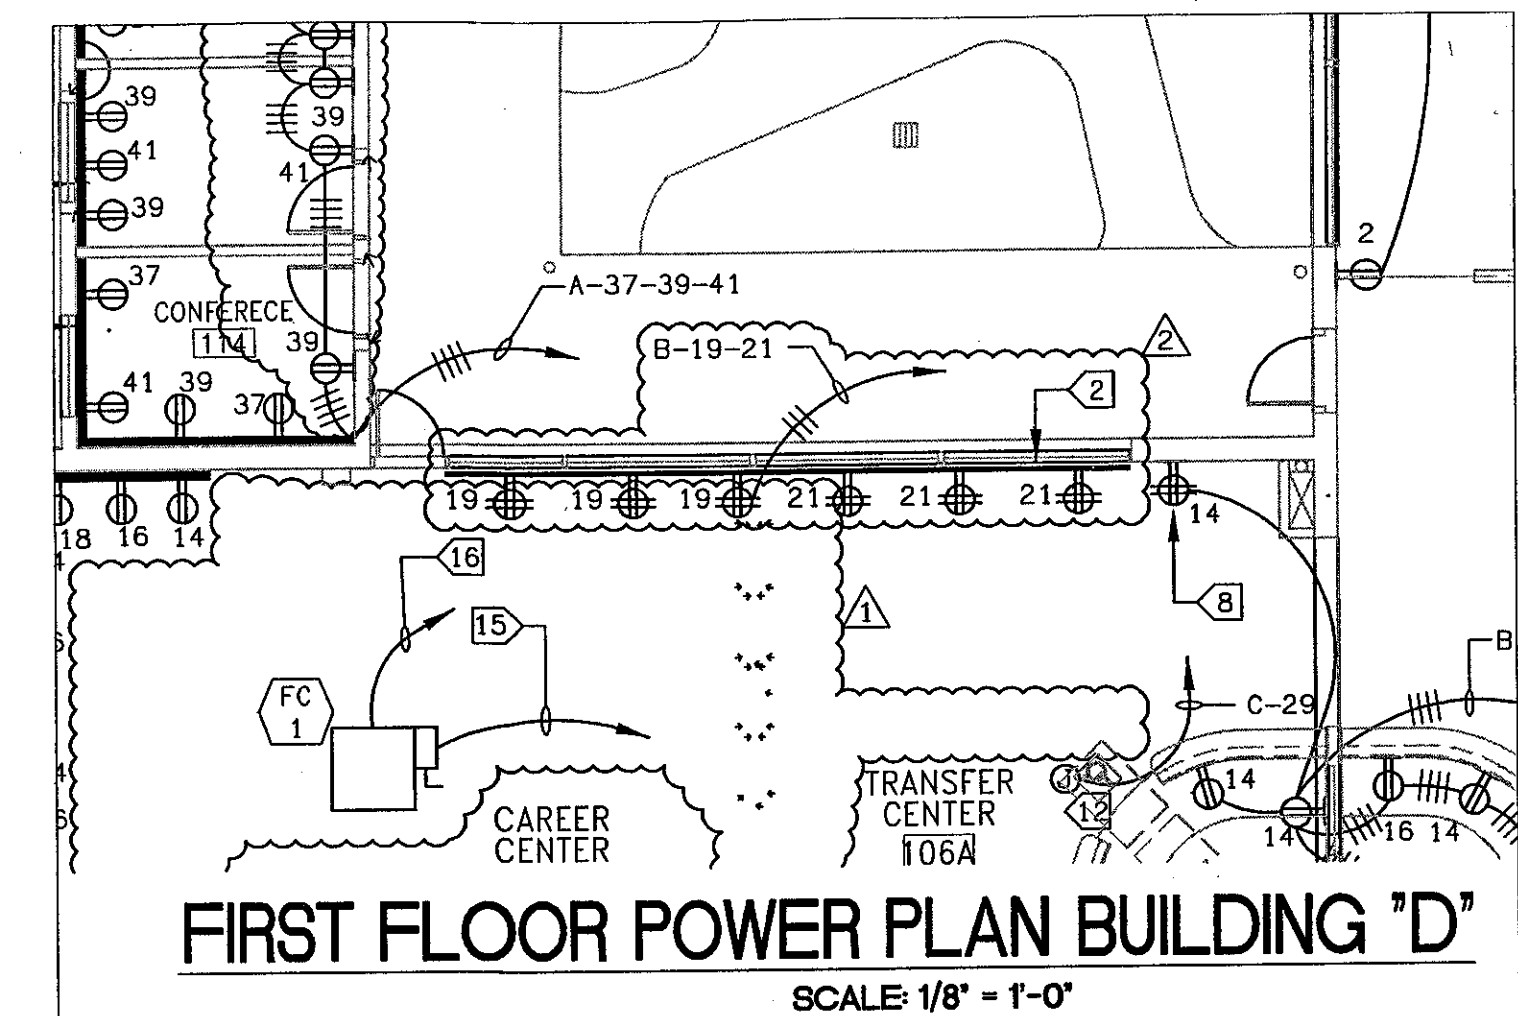 39
39
41
41
39
2
37
A-37-39-41
CONFERECE
114
39
B-19-21
2
2
41
39
37
19
19
19
21
21
21
14
18
16
14
16
15
1
8
B
FC
1
C-29
TRANSFER
CENTER
106A
J
12
14
14
16
14
CAREER
CENTER
FIRST FLOOR POWER PLAN BUILDING "D"
SCALE: 1/8" = 1'-0"